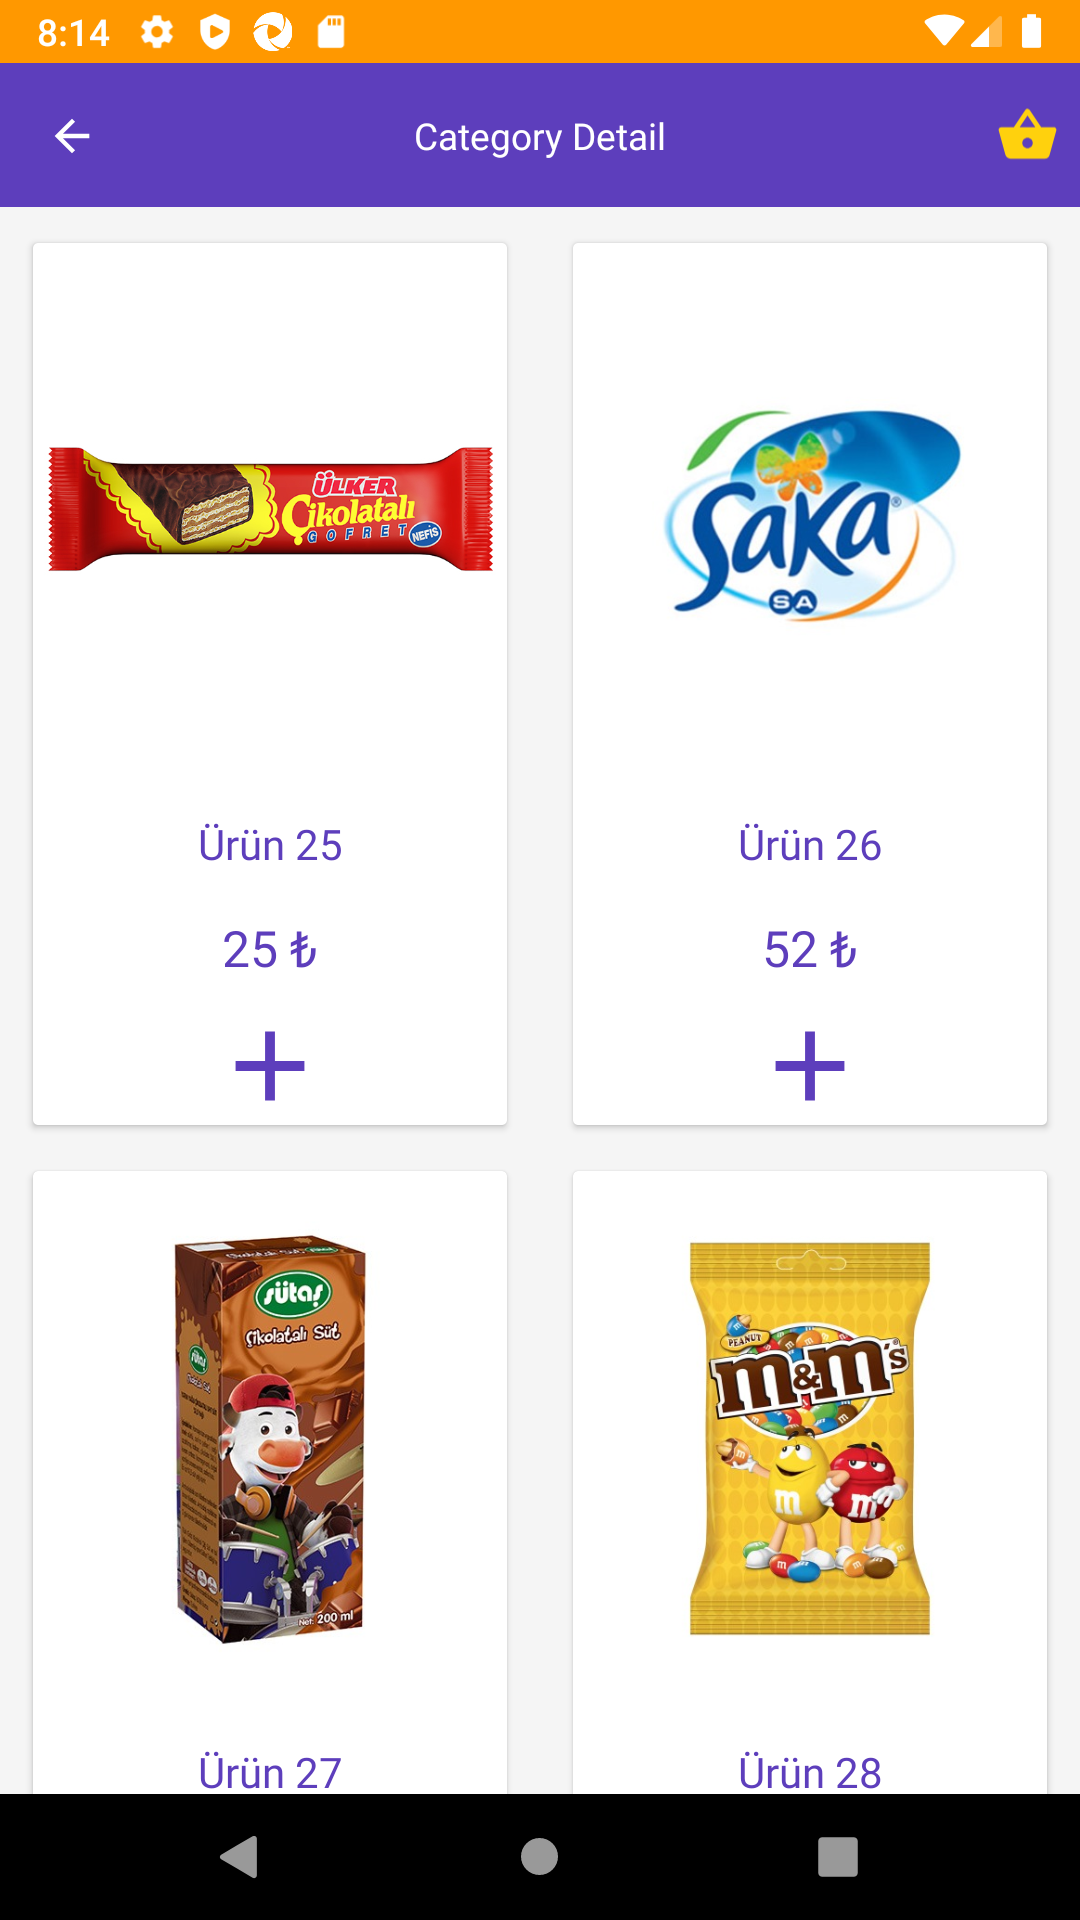 8:14
Category Detail
ÜLKER
Çikolatalı
GOFRET
NEFİS
Saka
SA
Ürün 25
Ürün 26
25 ₺
52 ₺
sütaş
Çikolatalı Süt
sütaş
Net: 200 ml
PEANUT
m&m's
m
m
Ürün 27
Ürün 28